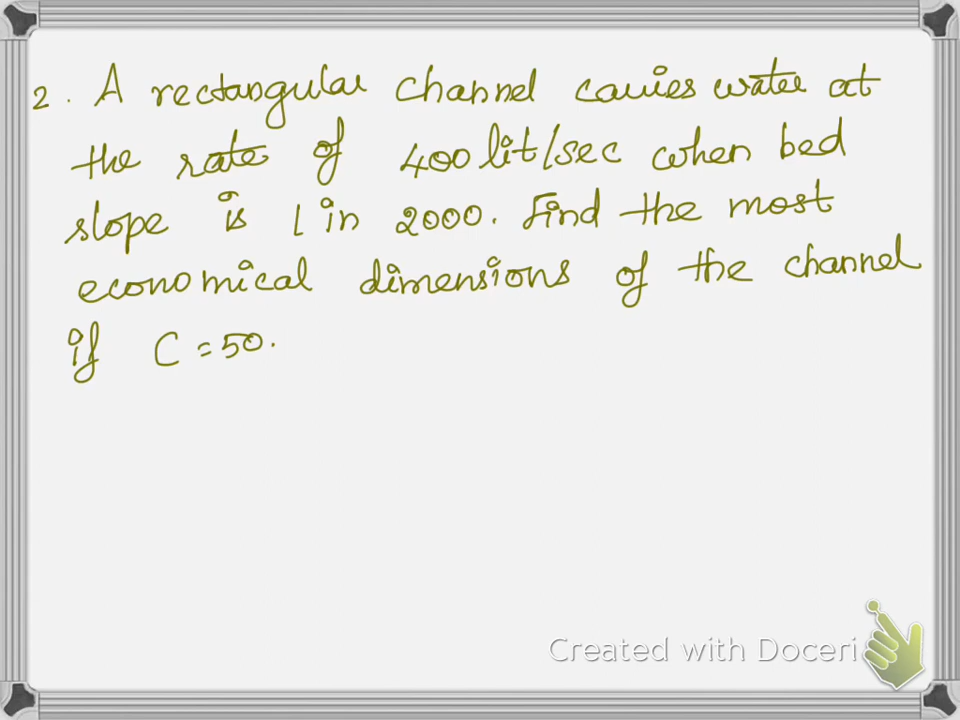 2. A rectangular channel carries water at
the rate of 400 lit/sec when bed
slope is 1 in 2000. Find the most
economical dimensions of the channel
if C = 50.
Created with Doceri